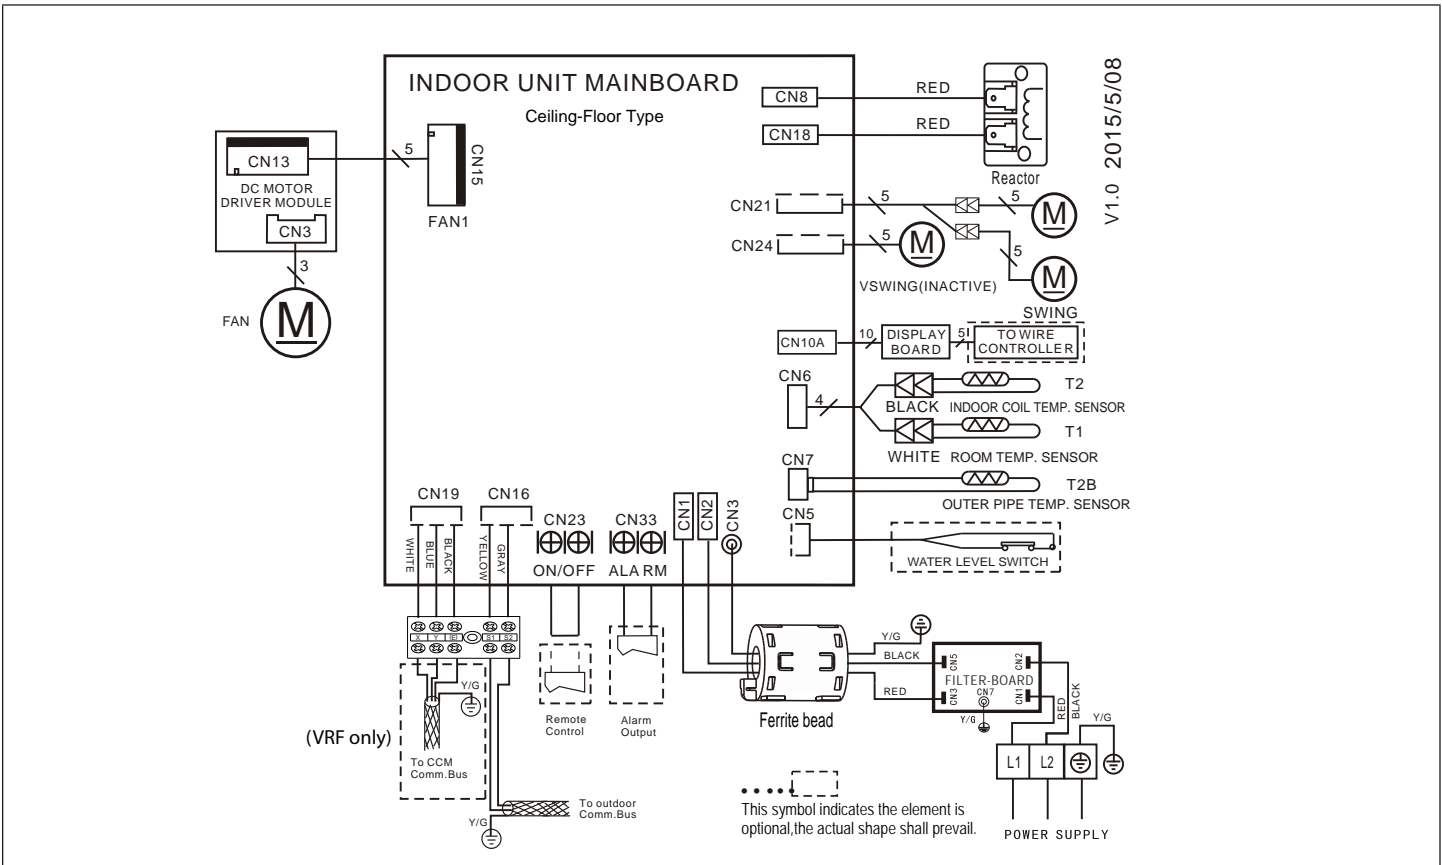 INDOOR UNIT MAINBOARD
Ceiling-Floor Type
CN8
RED
CN18
RED
Reactor
V1.0 2015/5/08
CN13
DC MOTOR
DRIVER MODULE
CN3
5
CN15
FAN1
3
FAN
M
CN21
5
5
M
CN24
5
M
VSWING(INACTIVE)
5
M
SWING
CN10A
10
DISPLAY
BOARD
5
TO WIRE
CONTROLLER
CN6
4
T2
BLACK INDOOR COIL TEMP. SENSOR
T1
WHITE ROOM TEMP. SENSOR
CN7
T2B
OUTER PIPE TEMP. SENSOR
CN5
WATER LEVEL SWITCH
CN19
CN16
WHITE
BLUE
BLACK
YELLOW
GRAY
CN23
ON/OFF
CN33
ALA RM
CN1
CN2
CN3
X Y (E) S1 S2
Y/G
(VRF only)
To CCM
Comm.Bus
Remote
Control
Alarm
Output
Y/G
To outdoor
Comm.Bus
Ferrite bead
Y/G
BLACK
RED
CN5
CN2
FILTER-BOARD
CN3
CN7
CN1
Y/G
RED
BLACK
Y/G
L1 L2
POWER SUPPLY
This symbol indicates the element is
optional,the actual shape shall prevail.